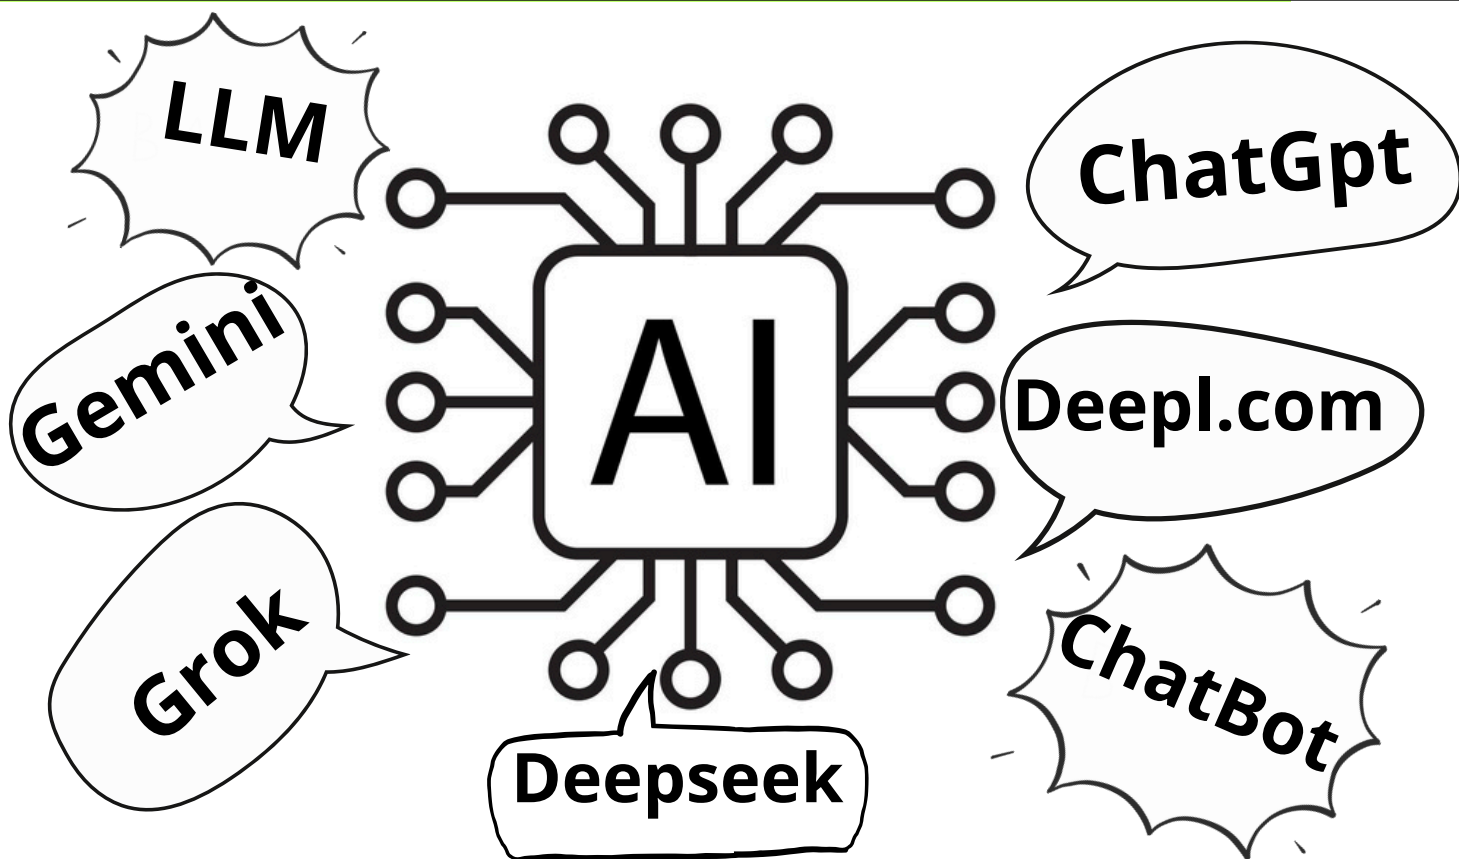 LLM
ChatGpt
Gemini
AI
Deepl.com
Grok
ChatBot
Deepseek